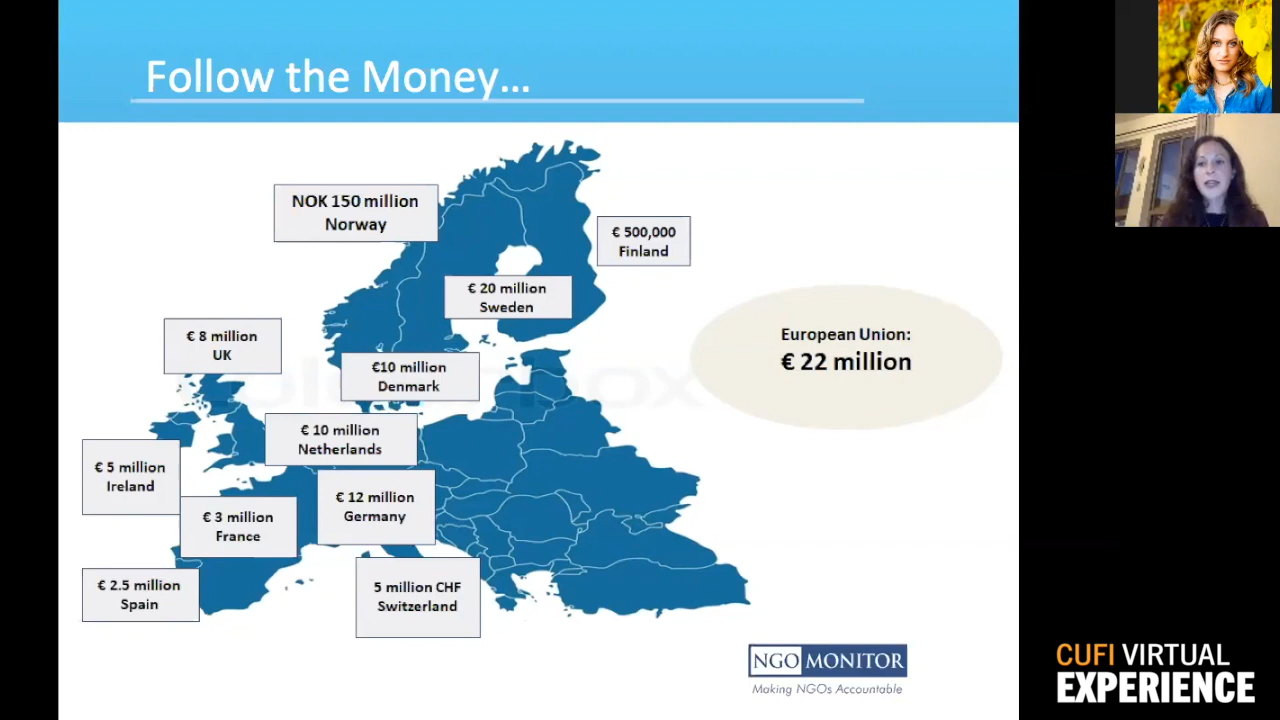 Follow the Money...
NOK 150 million
Norway
€ 500,000
Finland
€ 20 million
Sweden
€ 8 million
UK
European Union:
€ 22 million
€10 million
Denmark
€ 10 million
Netherlands
€ 5 million
Ireland
€ 12 million
Germany
€ 3 million
France
€ 2.5 million
Spain
5 million CHF
Switzerland
NGO MONITOR
Making NGOs Accountable
CUFI VIRTUAL
EXPERIENCE